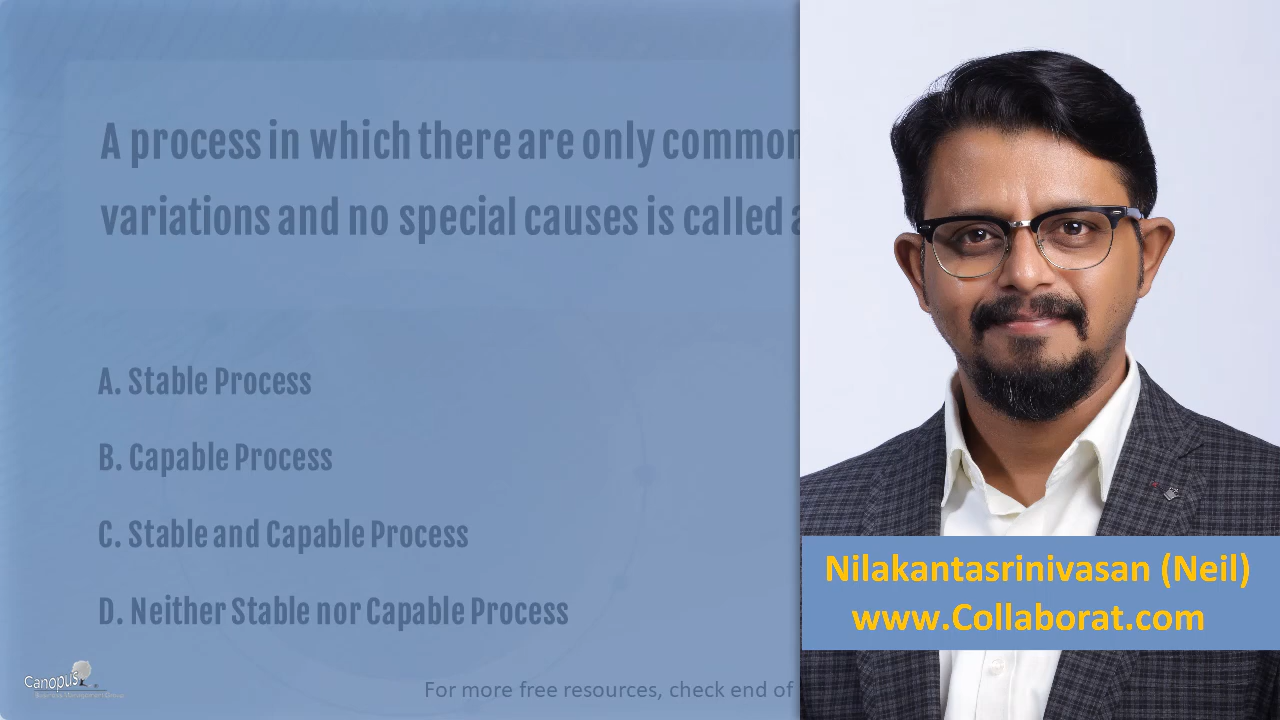 A process in which there are only common
variations and no special causes is called a
A. Stable Process
B. Capable Process
C. Stable and Capable Process
D. Neither Stable nor Capable Process
Nilakantasrinivasan (Neil)
www.Collaborat.com
Canopus
For more free resources, check end of